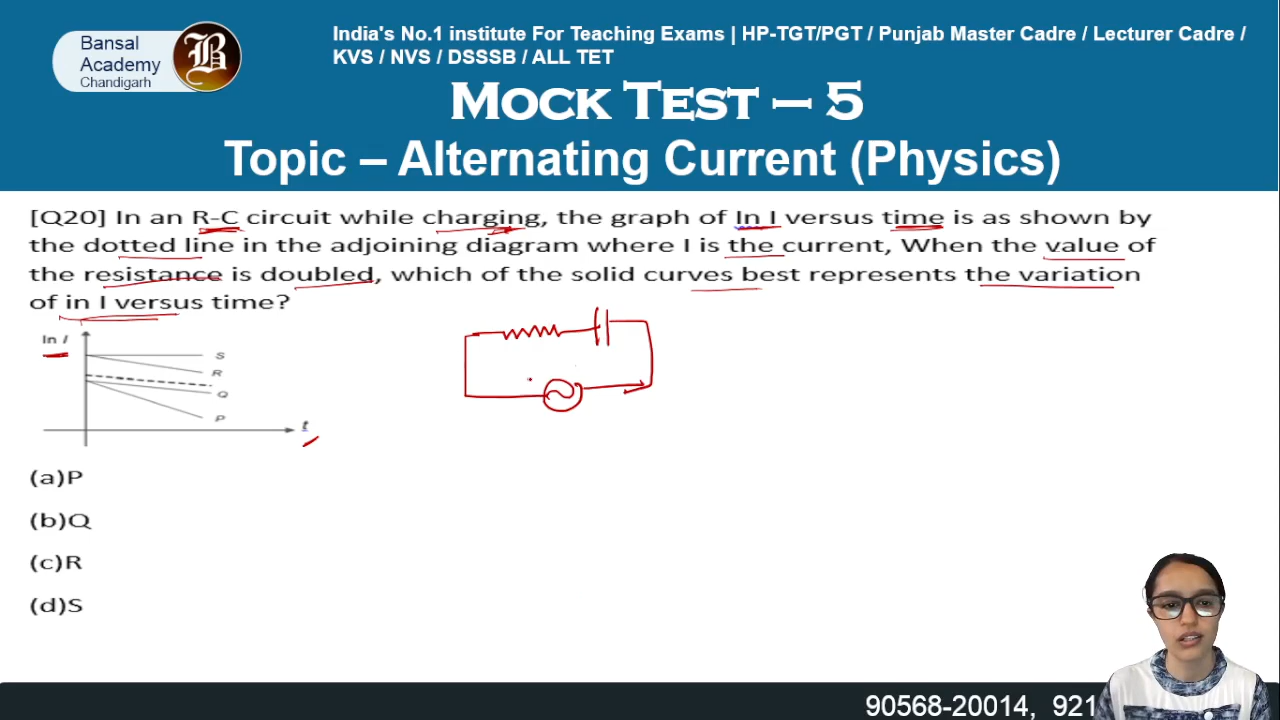 Bansal
Academy
Chandigarh
B
India's No.1 institute For Teaching Exams | HP-TGT/PGT / Punjab Master Cadre / Lecturer Cadre /
KVS / NVS / DSSSB / ALL TET
MOCK TEST – 5
Topic – Alternating Current (Physics)
[Q20] In an R-C circuit while charging, the graph of In I versus time is as shown by
the dotted line in the adjoining diagram where I is the current, When the value of
the resistance is doubled, which of the solid curves best represents the variation
of in I versus time?
In I
S
R
Q
P
t
(a)P
(b)Q
(c)R
(d)S
90568-20014, 921